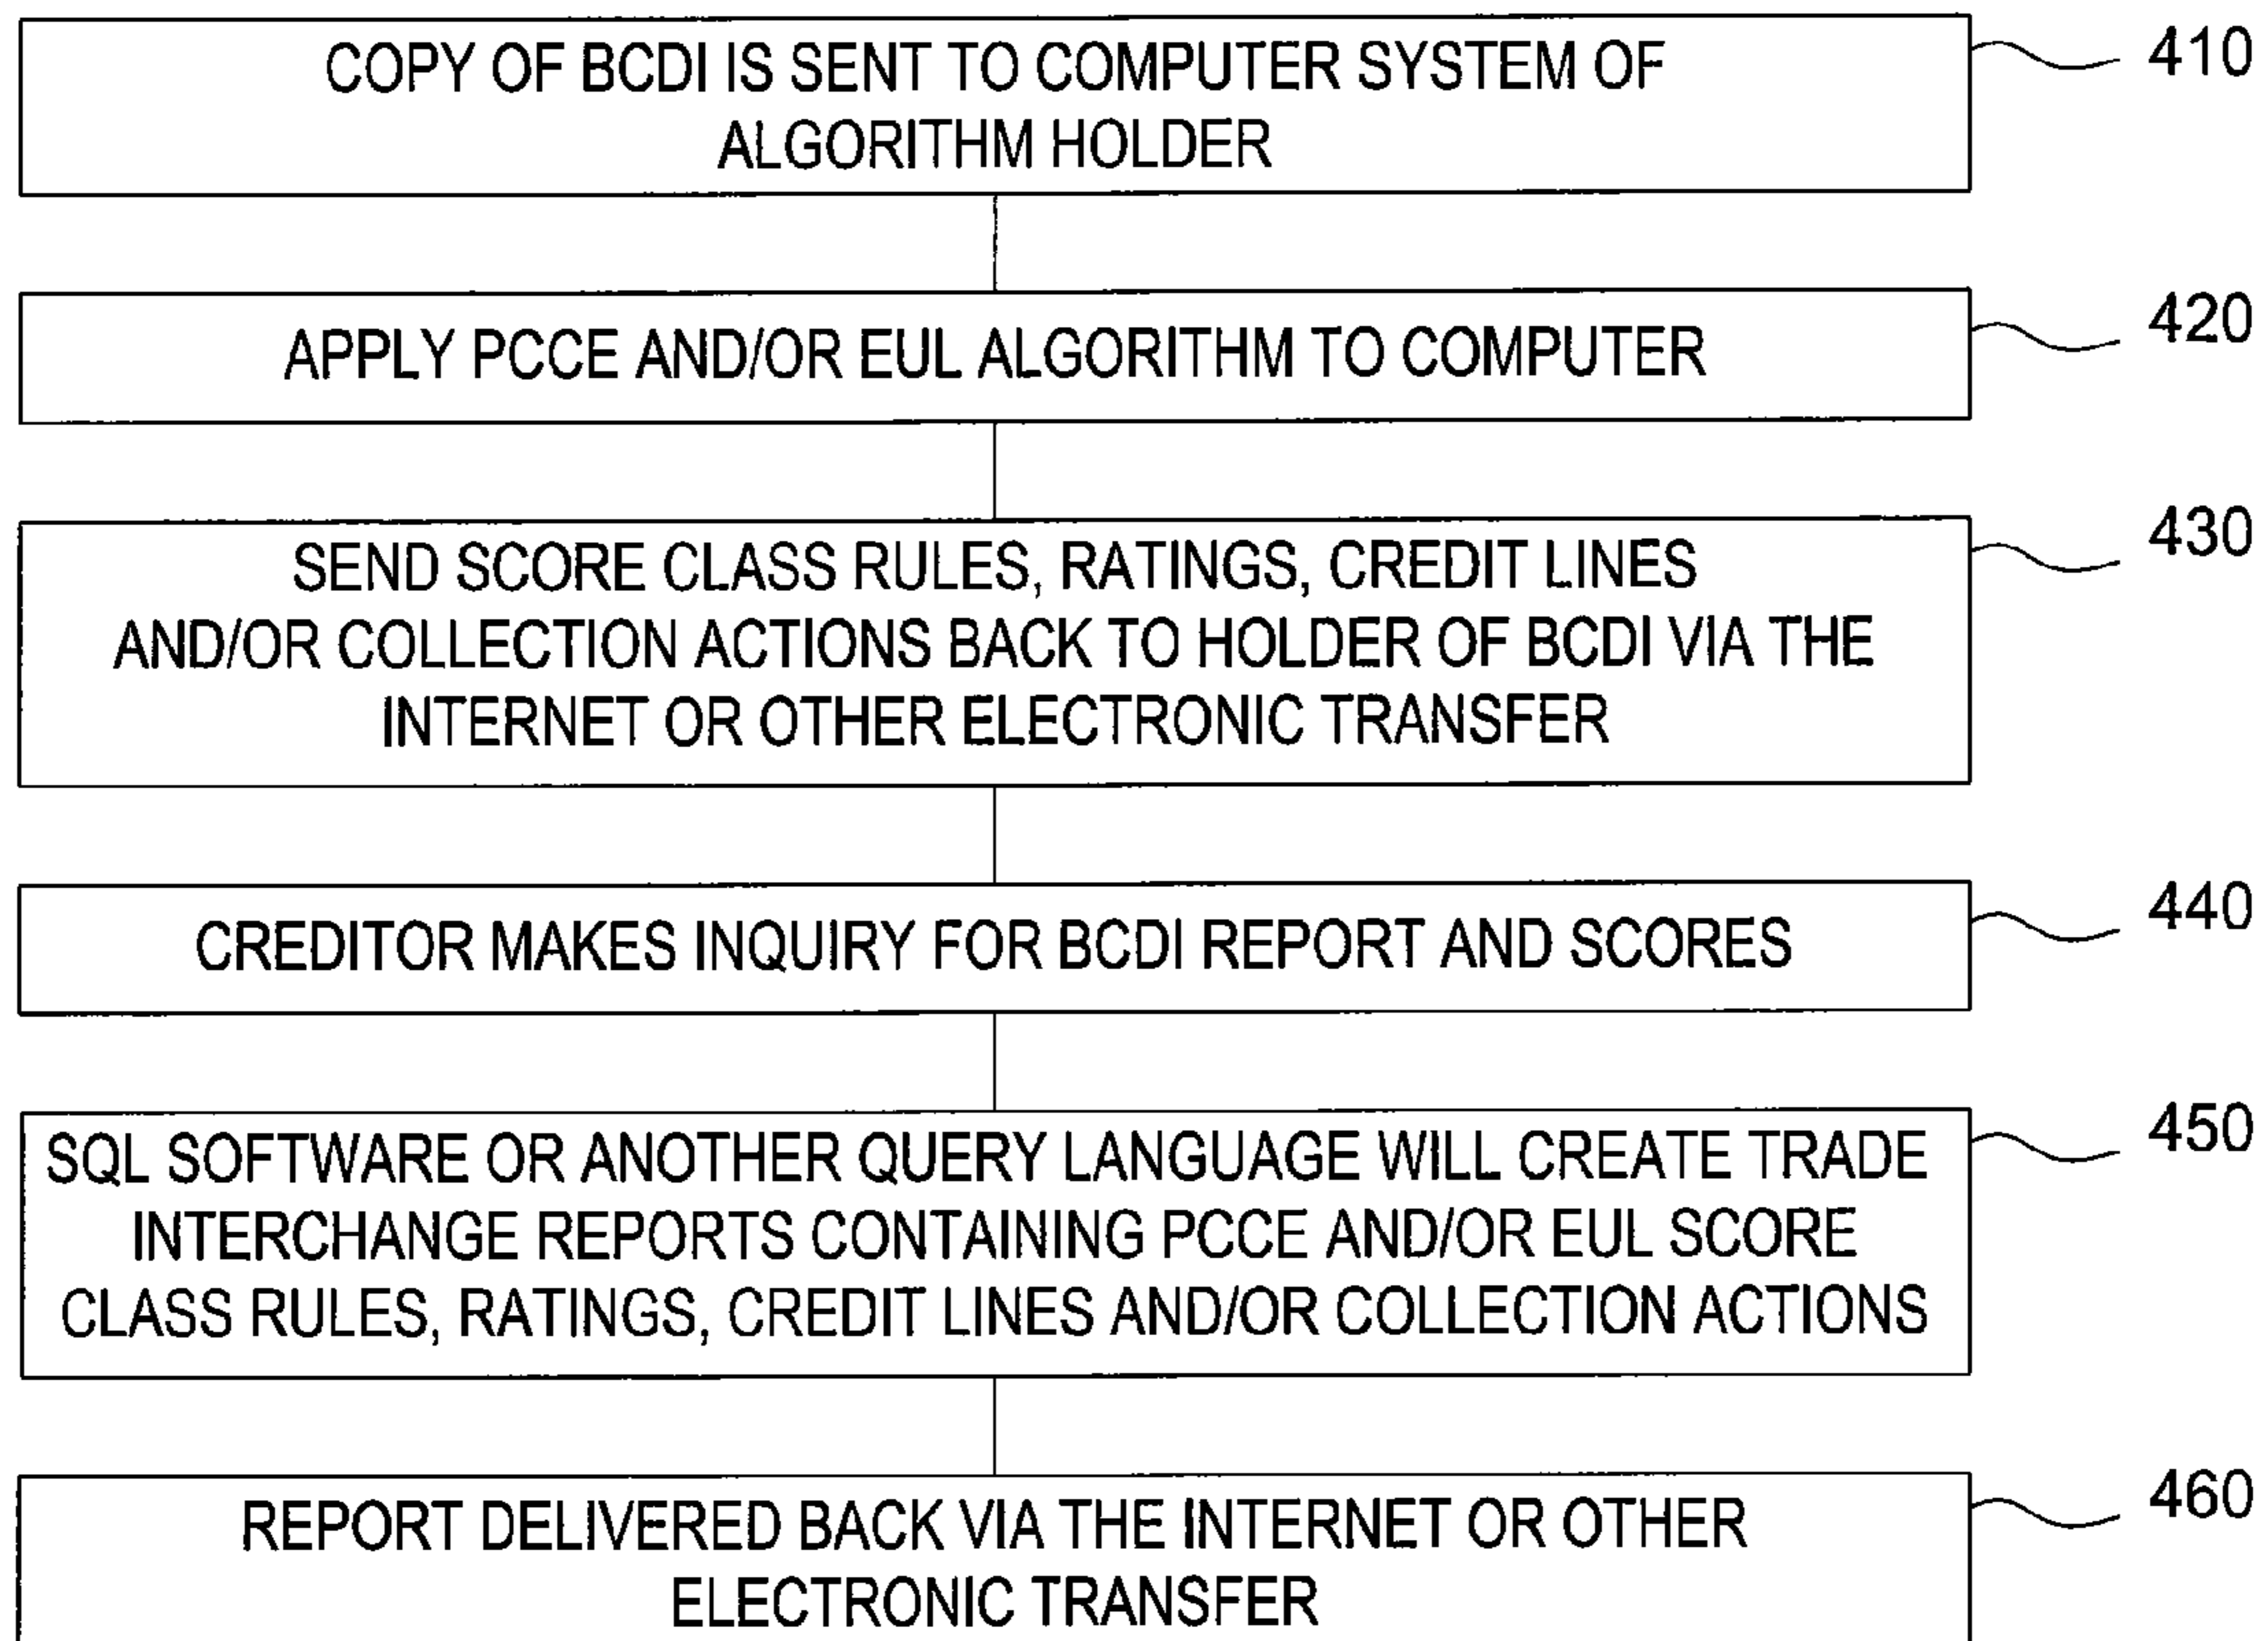 COPY OF BCDI IS SENT TO COMPUTER SYSTEM OF
ALGORITHM HOLDER
410
APPLY PCCE AND/OR EUL ALGORITHM TO COMPUTER
420
SEND SCORE CLASS RULES, RATINGS, CREDIT LINES
AND/OR COLLECTION ACTIONS BACK TO HOLDER OF BCDI VIA THE
INTERNET OR OTHER ELECTRONIC TRANSFER
430
CREDITOR MAKES INQUIRY FOR BCDI REPORT AND SCORES
440
SQL SOFTWARE OR ANOTHER QUERY LANGUAGE WILL CREATE TRADE
INTERCHANGE REPORTS CONTAINING PCCE AND/OR EUL SCORE
CLASS RULES, RATINGS, CREDIT LINES AND/OR COLLECTION ACTIONS
450
REPORT DELIVERED BACK VIA THE INTERNET OR OTHER
ELECTRONIC TRANSFER
460